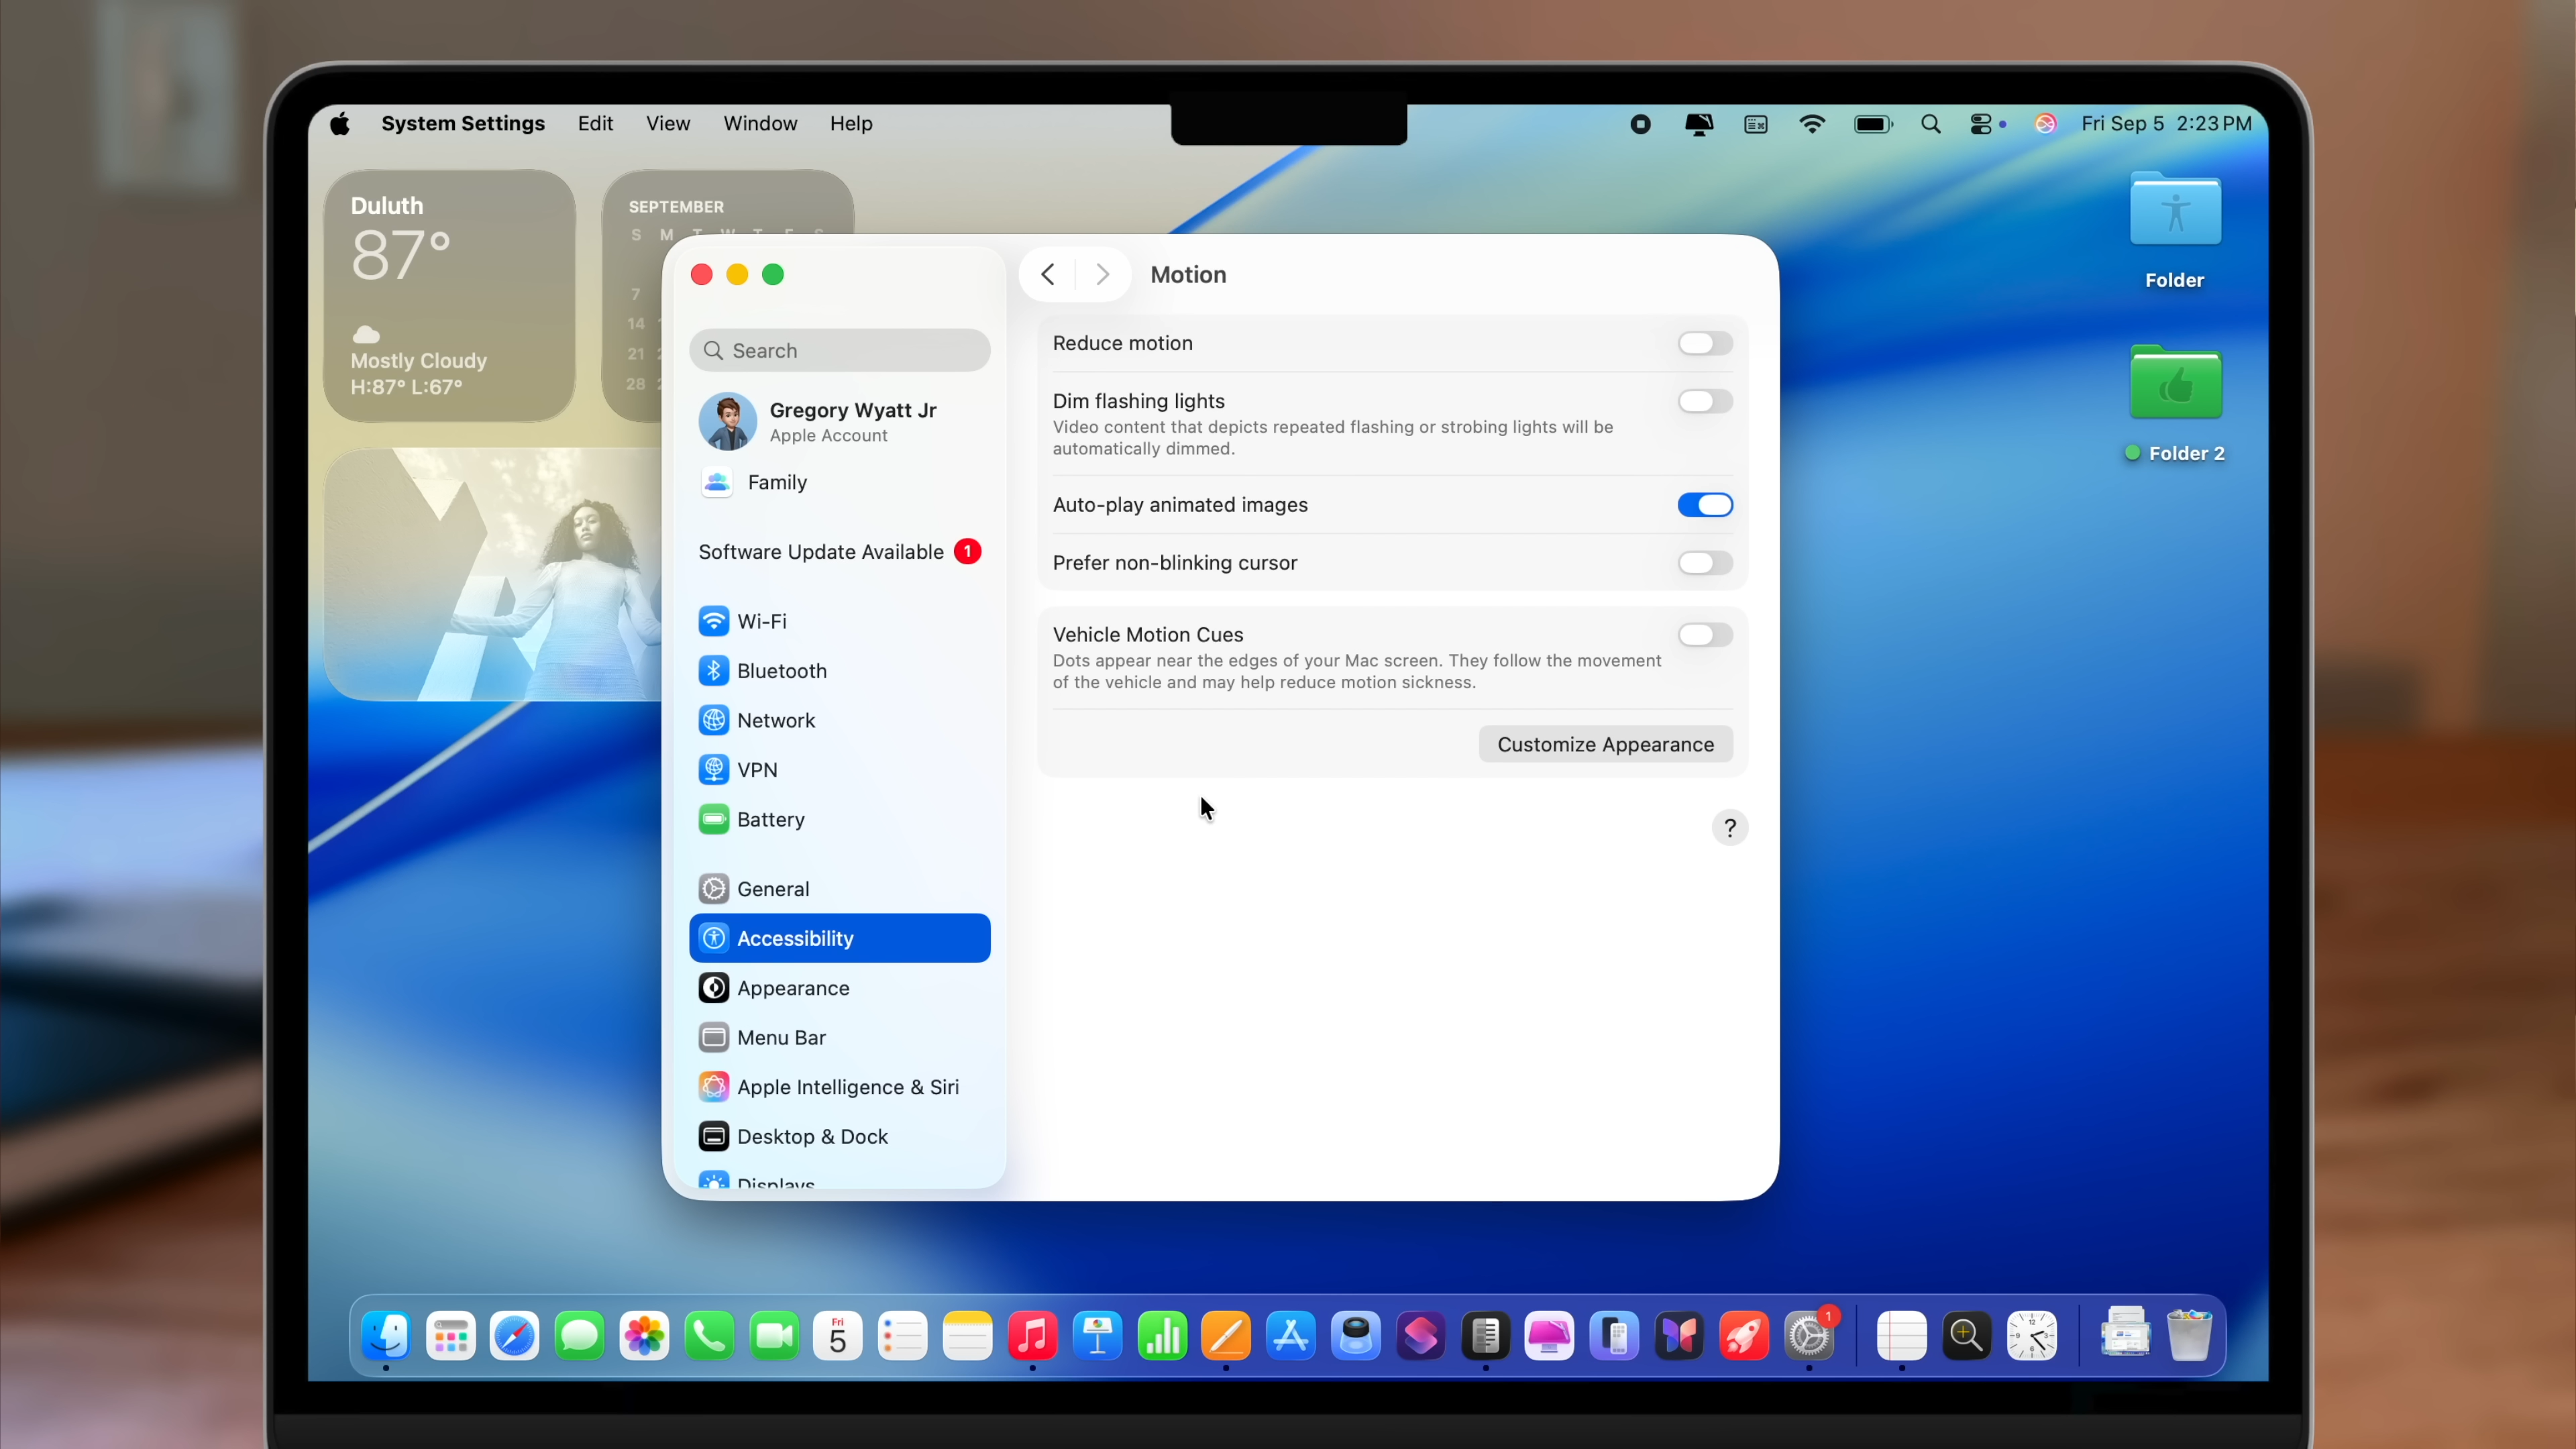 System Settings Edit View Window Help
Fri Sep 5 2:23 PM
Duluth
87°
Mostly Cloudy
H:87° L:67°
SEPTEMBER
S M T W T F S
7
14
21
28
Folder
Folder 2
Search
Gregory Wyatt Jr
Apple Account
Family
Software Update Available 1
Wi-Fi
Bluetooth
Network
VPN
Battery
General
Accessibility
Appearance
Menu Bar
Apple Intelligence & Siri
Desktop & Dock
Displays
Motion
Reduce motion
Dim flashing lights
Video content that depicts repeated flashing or strobing lights will be
automatically dimmed.
Auto-play animated images
Prefer non-blinking cursor
Vehicle Motion Cues
Dots appear near the edges of your Mac screen. They follow the movement
of the vehicle and may help reduce motion sickness.
Customize Appearance
?
Fri
5
1